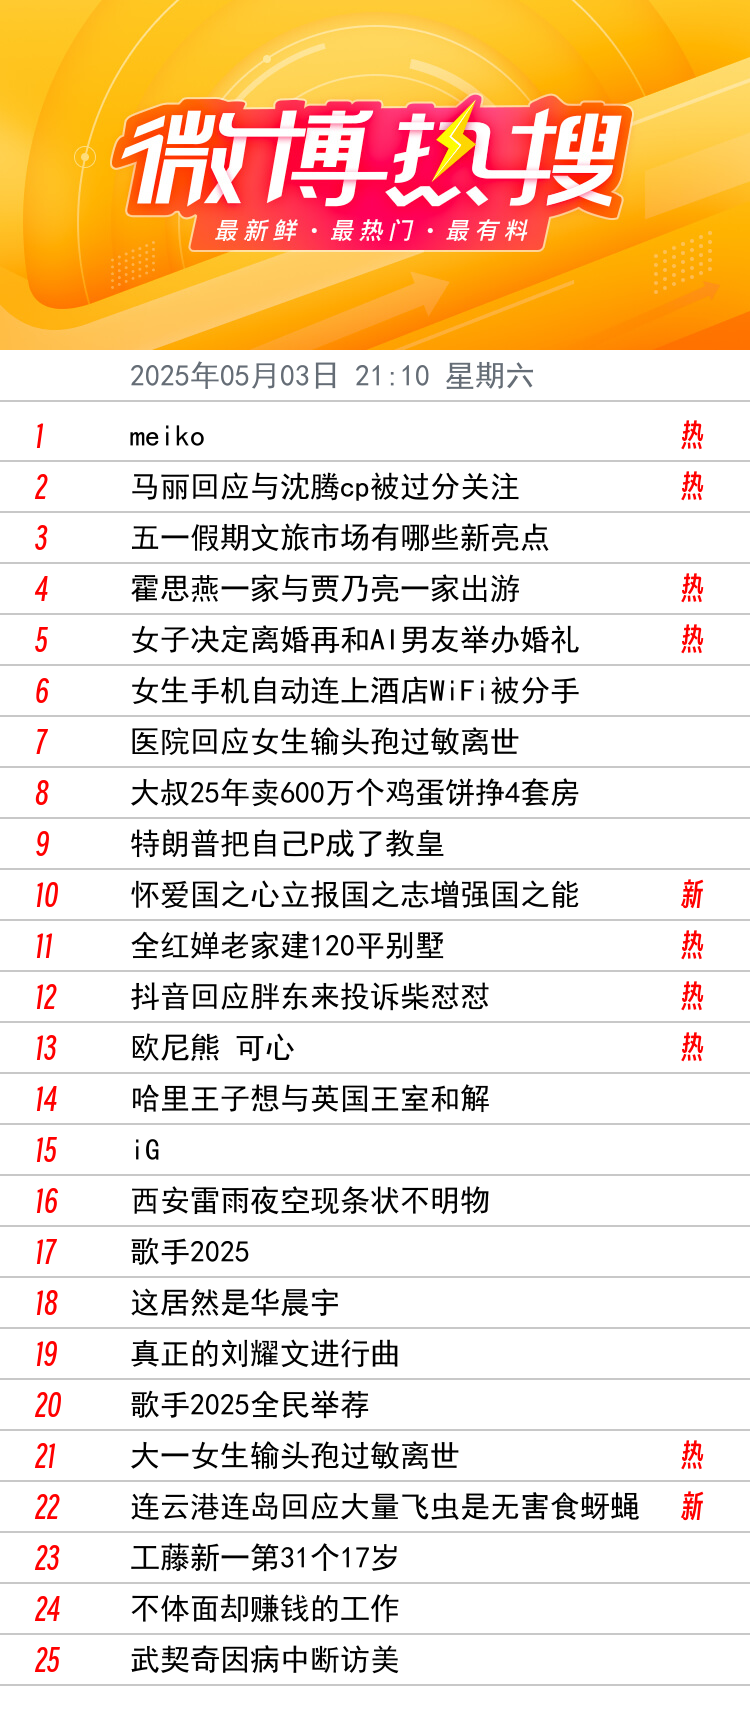 微博热搜
最新鲜·最热门·最有料
2025年05月03日 21:10 星期六
1 meiko 热
2 马丽回应与沈腾cp被过分关注 热
3 五一假期文旅市场有哪些新亮点
4 霍思燕一家与贾乃亮一家出游 热
5 女子决定离婚再和AI男友举办婚礼 热
6 女生手机自动连上酒店WiFi被分手
7 医院回应女生输头孢过敏离世
8 大叔25年卖600万个鸡蛋饼挣4套房
9 特朗普把自己P成了教皇
10 怀爱国之心立报国之志增强国之能 新
11 全红婵老家建120平别墅 热
12 抖音回应胖东来投诉柴怼怼 热
13 欧尼熊 可心 热
14 哈里王子想与英国王室和解
15 iG
16 西安雷雨夜空现条状不明物
17 歌手2025
18 这居然是华晨宇
19 真正的刘耀文进行曲
20 歌手2025全民举荐
21 大一女生输头孢过敏离世 热
22 连云港连岛回应大量飞虫是无害食蚜蝇 新
23 工藤新一第31个17岁
24 不体面却赚钱的工作
25 武契奇因病中断访美